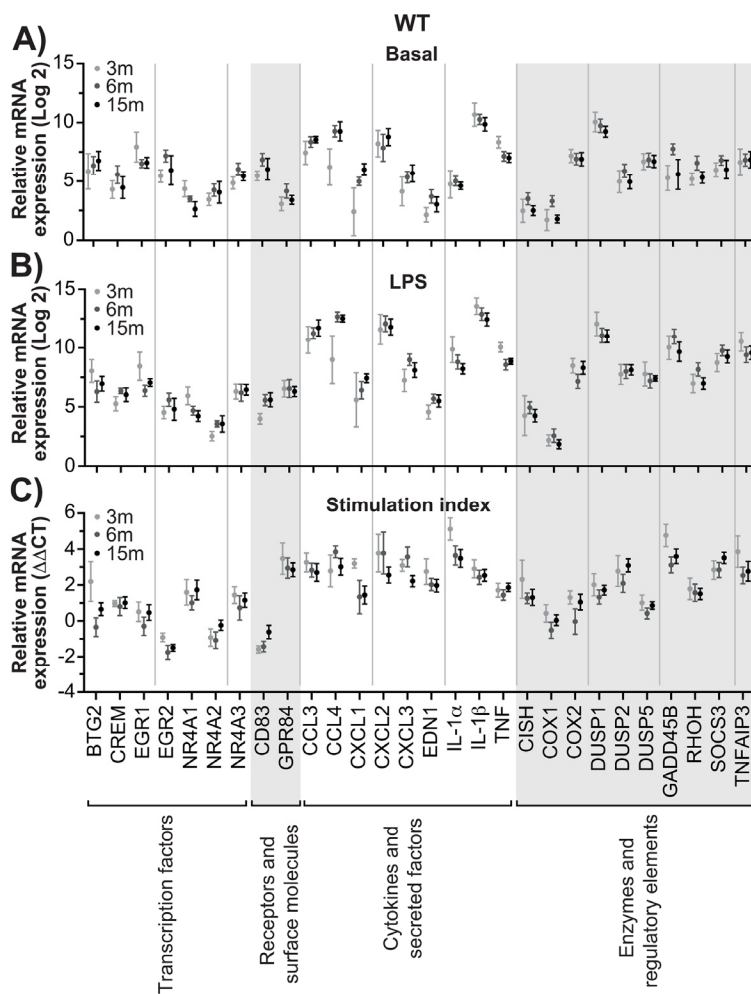 WT
A)
Basal
Relative mRNA
expression (Log 2)
15
10
5
0
3m
6m
15m
B)
LPS
Relative mRNA
expression (Log 2)
15
10
5
0
3m
6m
15m
C)
Stimulation index
Relative mRNA
expression (ΔΔCT)
6
4
2
0
-2
-4
3m
6m
15m
BTG2
CREM
EGR1
EGR2
NR4A1
NR4A2
NR4A3
CD83
GPR84
CCL3
CCL4
CXCL1
CXCL2
CXCL3
EDN1
IL-1α
IL-1β
TNF
CISH
COX1
COX2
DUSP1
DUSP2
DUSP5
GADD45B
RHOH
SOCS3
TNFAIP3
Transcription factors
Receptors and
surface molecules
Cytokines and
secreted factors
Enzymes and
regulatory elements